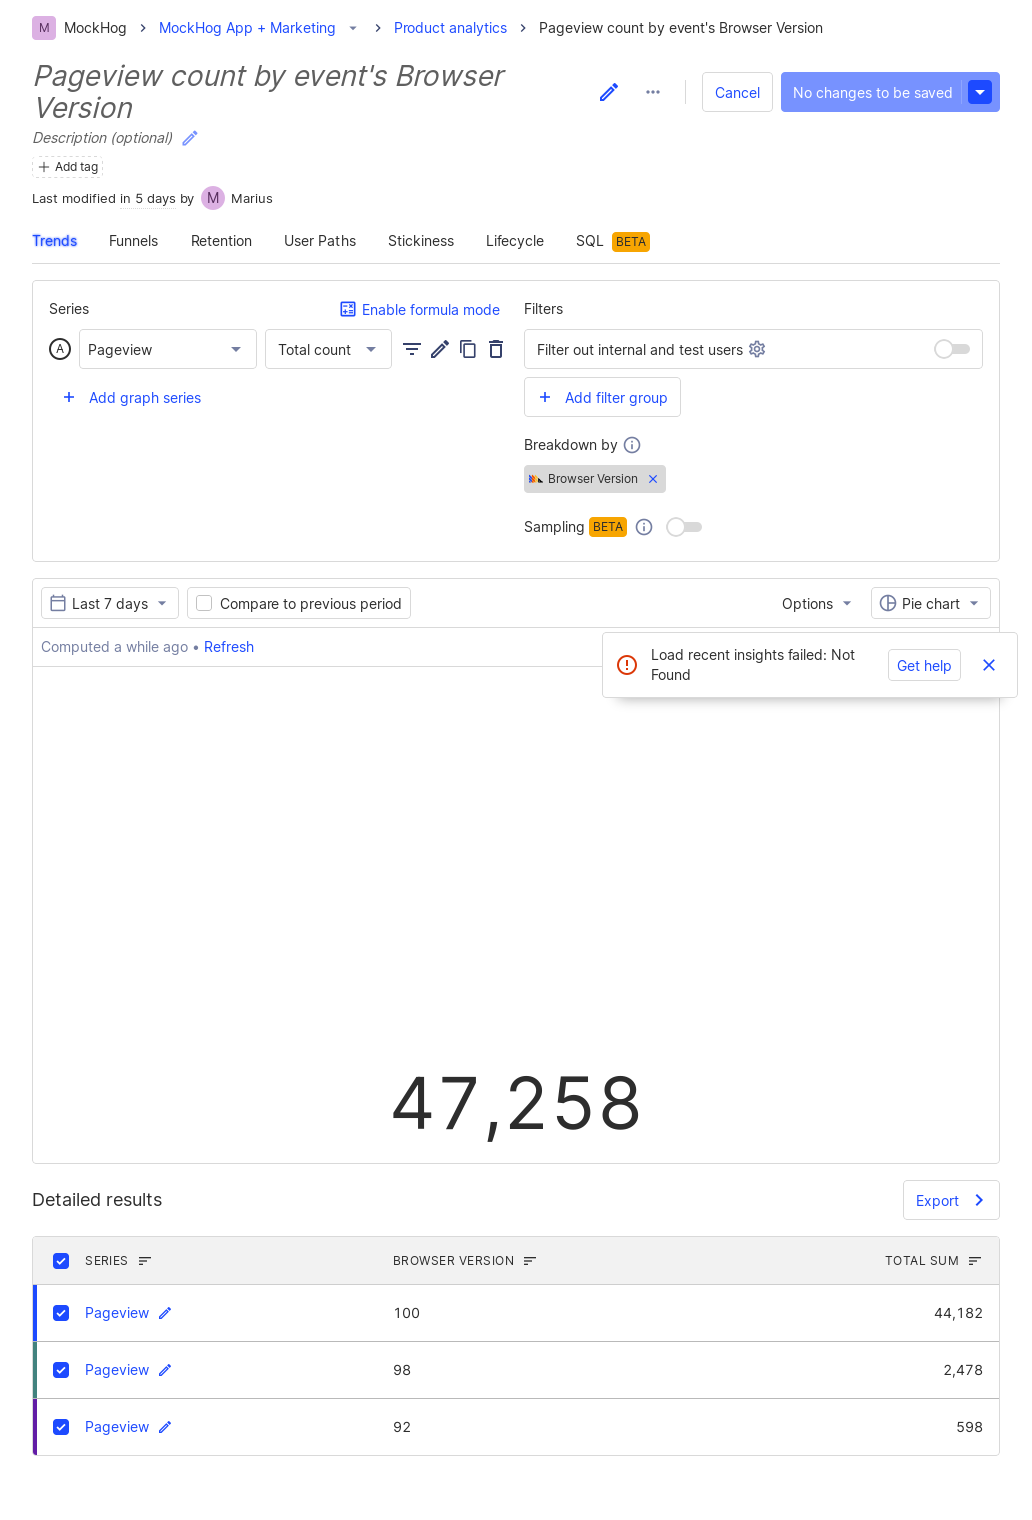 M MockHog MockHog App + Marketing Product analytics Pageview count by event's Browser Version
Pageview count by event's Browser
Version
Cancel No changes to be saved
Description (optional)
Add tag
Last modified in 5 days by M Marius
Trends Funnels Retention User Paths Stickiness Lifecycle SQL BETA
Series Enable formula mode
A Pageview Total count
+ Add graph series
Filters
Filter out internal and test users
+ Add filter group
Breakdown by
Browser Version
Sampling BETA
Last 7 days Compare to previous period Options Pie chart
Computed a while ago • Refresh
Load recent insights failed: Not
Found
Get help
47,258
Detailed results Export
SERIES BROWSER VERSION TOTAL SUM
Pageview 100 44,182
Pageview 98 2,478
Pageview 92 598